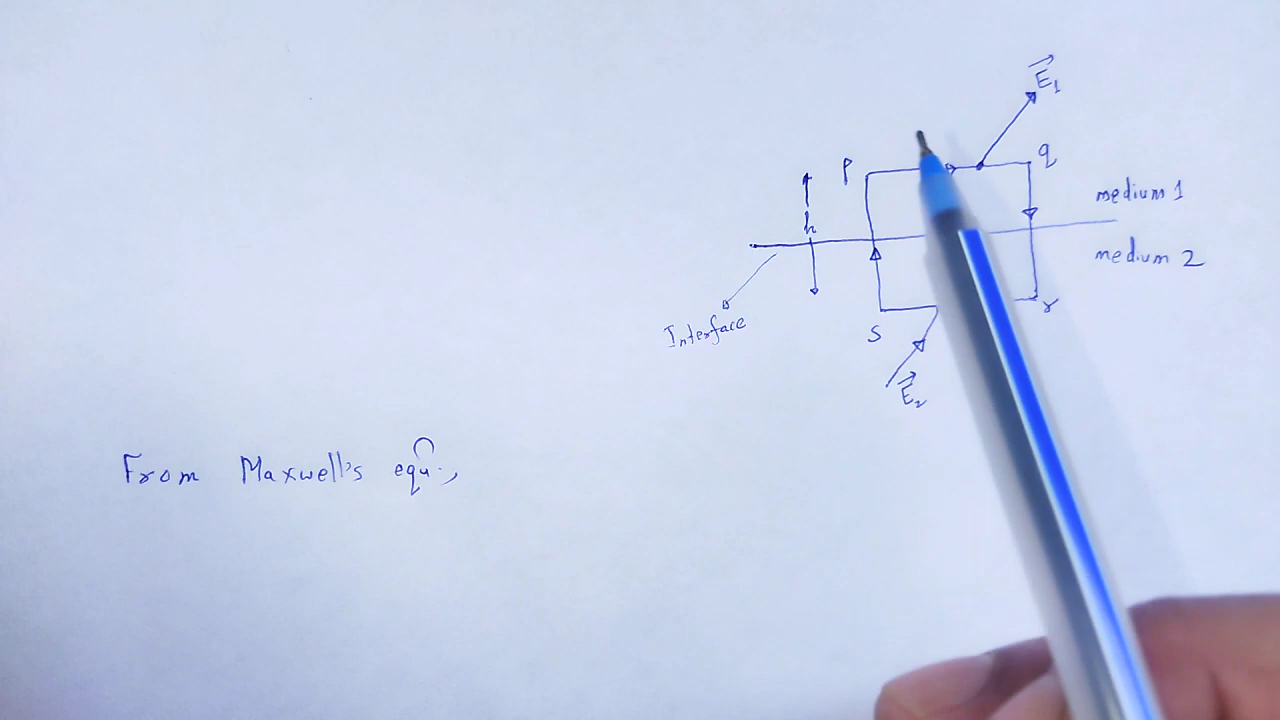 E₁
p
q
medium 1
h
medium 2
Interface
s
r
E₂
From Maxwell's equ.,